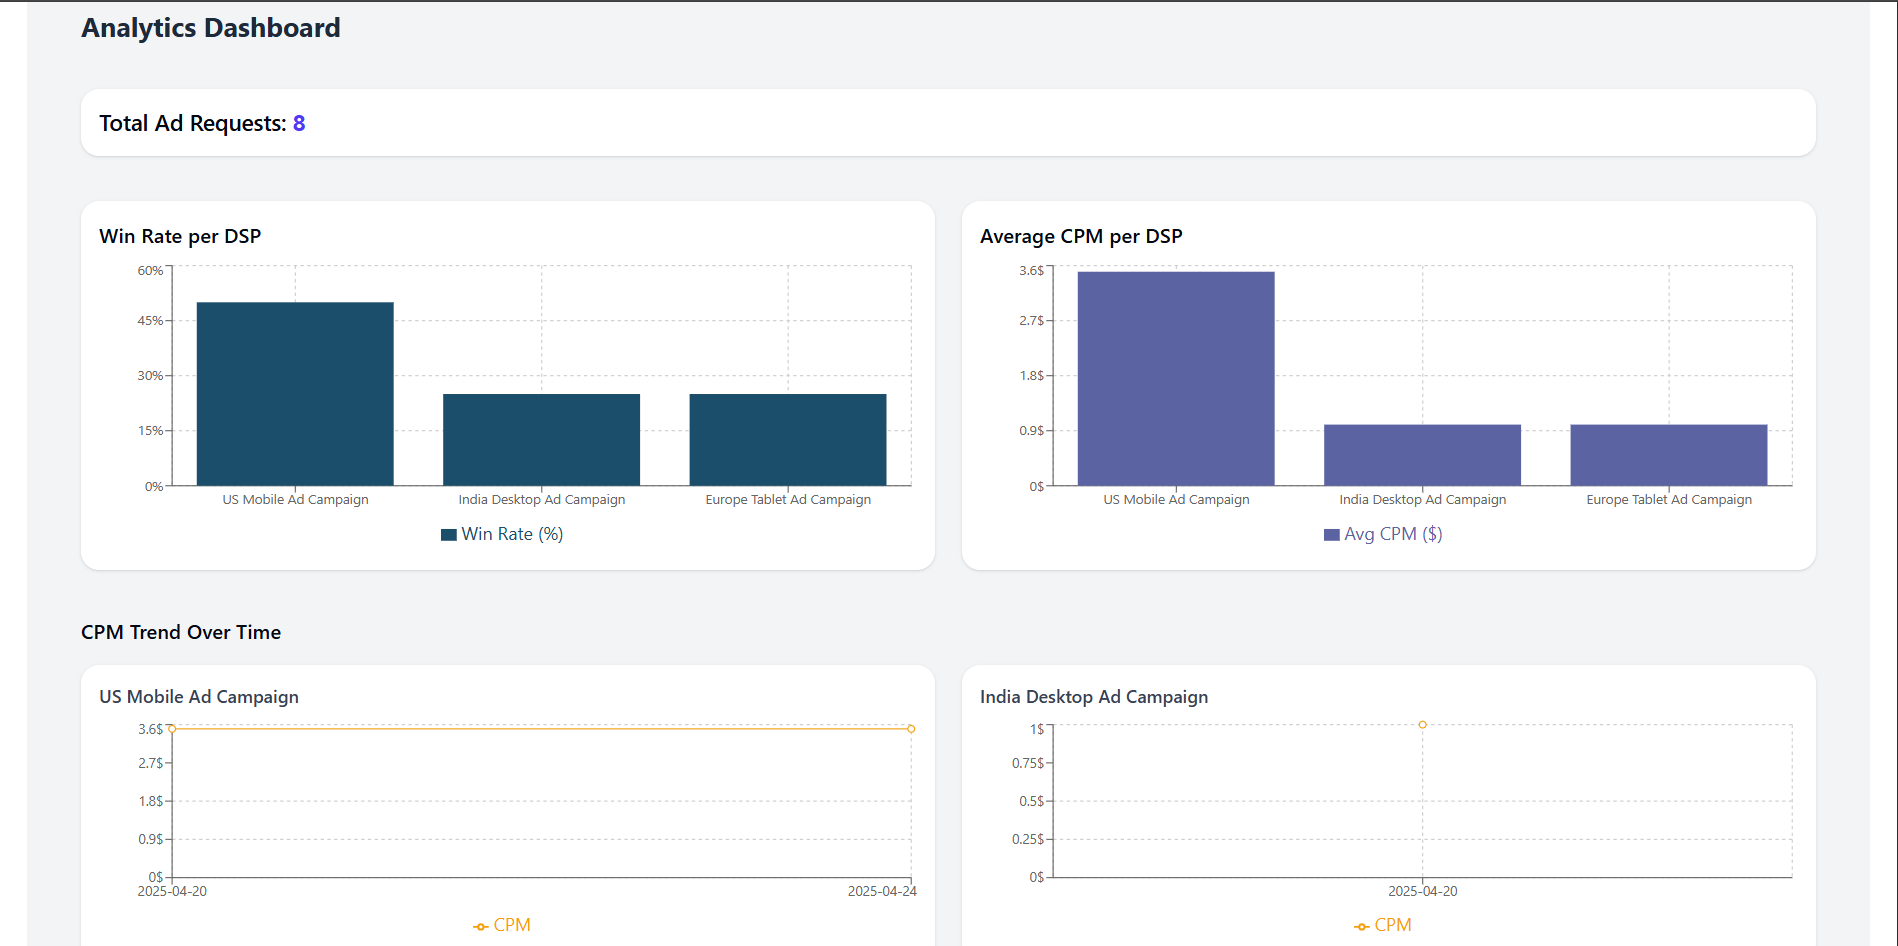 Analytics Dashboard
Total Ad Requests: 8
Win Rate per DSP
60%
45%
30%
15%
0%
US Mobile Ad Campaign
India Desktop Ad Campaign
Europe Tablet Ad Campaign
Win Rate (%)
Average CPM per DSP
3.6$
2.7$
1.8$
0.9$
0$
US Mobile Ad Campaign
India Desktop Ad Campaign
Europe Tablet Ad Campaign
Avg CPM ($)
CPM Trend Over Time
US Mobile Ad Campaign
3.6$
2.7$
1.8$
0.9$
0$
2025-04-20
2025-04-24
CPM
India Desktop Ad Campaign
1$
0.75$
0.5$
0.25$
0$
2025-04-20
CPM